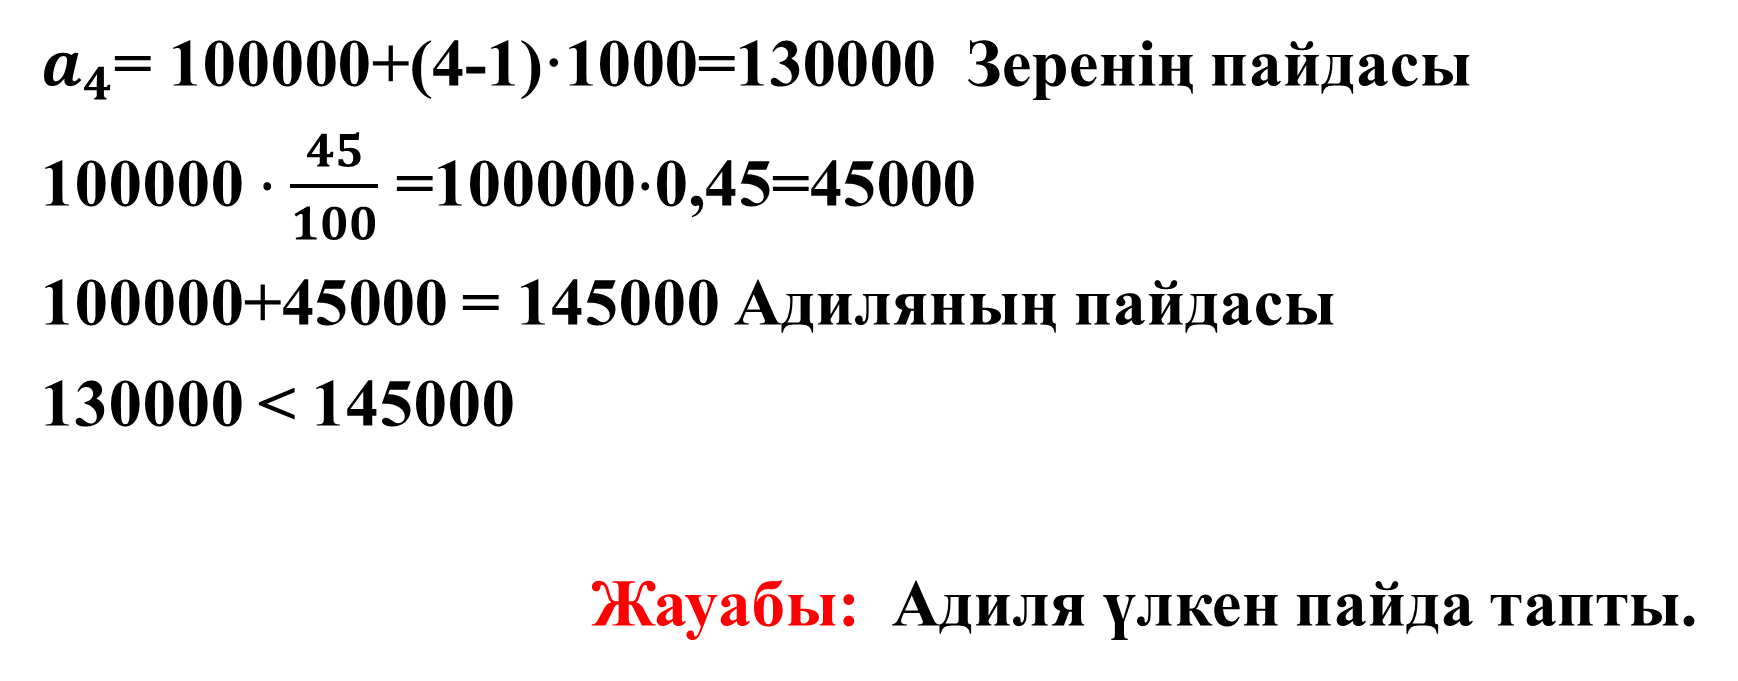 a₄= 100000+(4-1)·1000=130000 Зеренің пайдасы
100000 · 45/100 =100000·0,45=45000
100000+45000 = 145000 Адиляның пайдасы
130000 < 145000
Жауабы: Адиля үлкен пайда тапты.